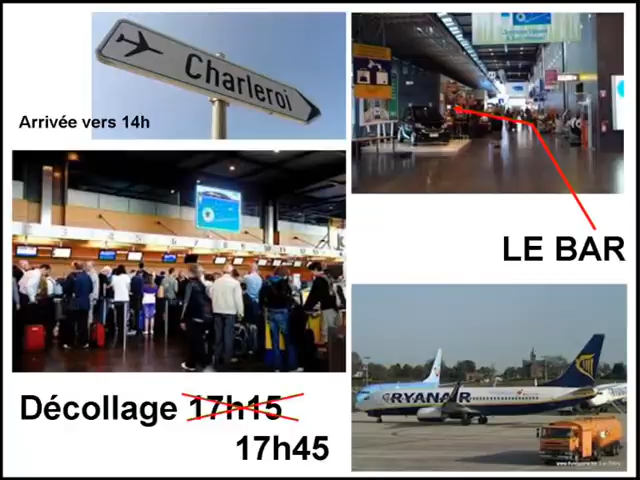 Charleroi
Arrivée vers 14h
LE BAR
Décollage 17h15
17h45
RYANAIR